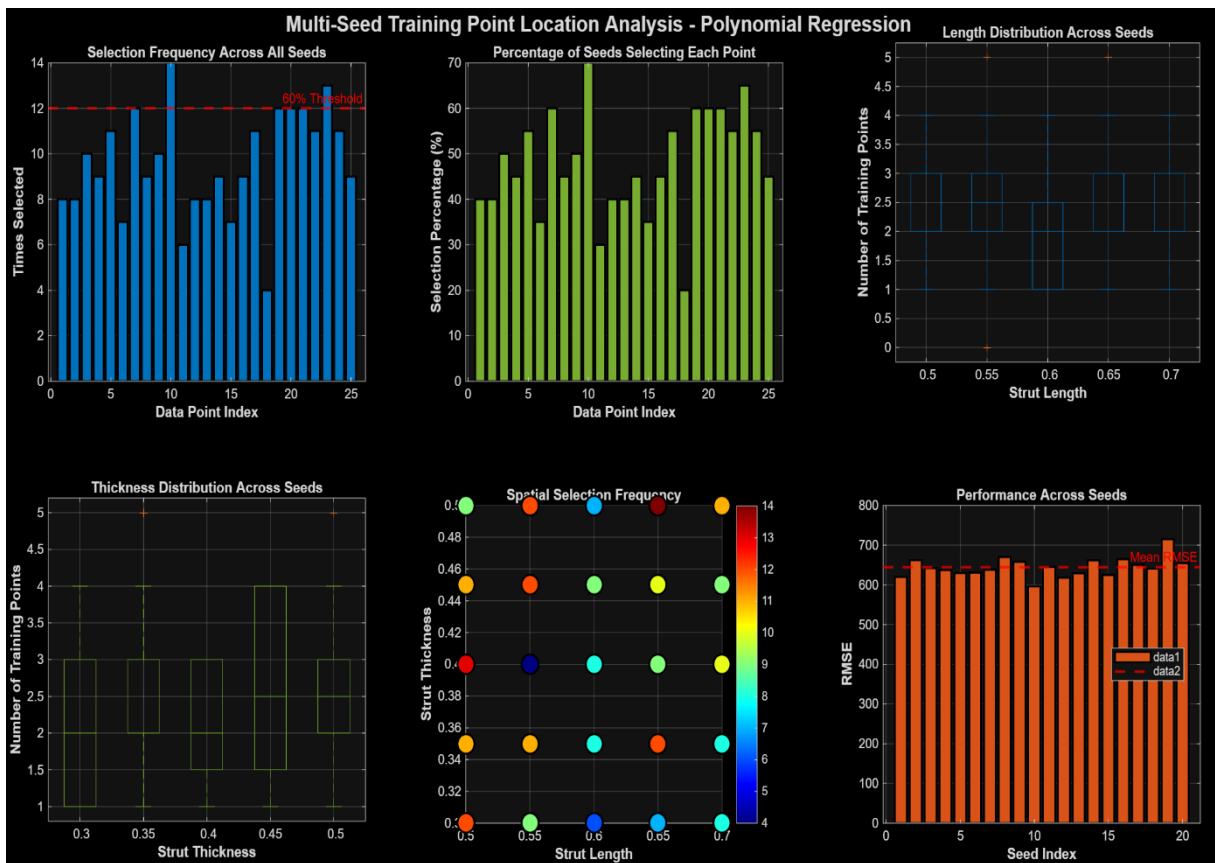 Multi-Seed Training Point Location Analysis - Polynomial Regression
Selection Frequency Across All Seeds
14
12
10
8
6
4
2
0
60% Threshold
0 5 10 15 20 25
Times Selected
Data Point Index
Percentage of Seeds Selecting Each Point
70
60
50
40
30
20
10
0
0 5 10 15 20 25
Selection Percentage (%)
Data Point Index
Length Distribution Across Seeds
5
4.5
4
3.5
3
2.5
2
1.5
1
0.5
0
0.5 0.55 0.6 0.65 0.7
Number of Training Points
Strut Length
Thickness Distribution Across Seeds
5
4.5
4
3.5
3
2.5
2
1.5
1
0.3 0.35 0.4 0.45 0.5
Number of Training Points
Strut Thickness
Spatial Selection Frequency
0.5
0.48
0.46
0.44
0.42
0.4
0.38
0.36
0.34
0.32
0.3
0.5 0.55 0.6 0.65 0.7
Strut Thickness
Strut Length
14
13
12
11
10
9
8
7
6
5
4
Performance Across Seeds
800
700
600
500
400
300
200
100
0
Mean RMSE
data1
data2
0 5 10 15 20
RMSE
Seed Index